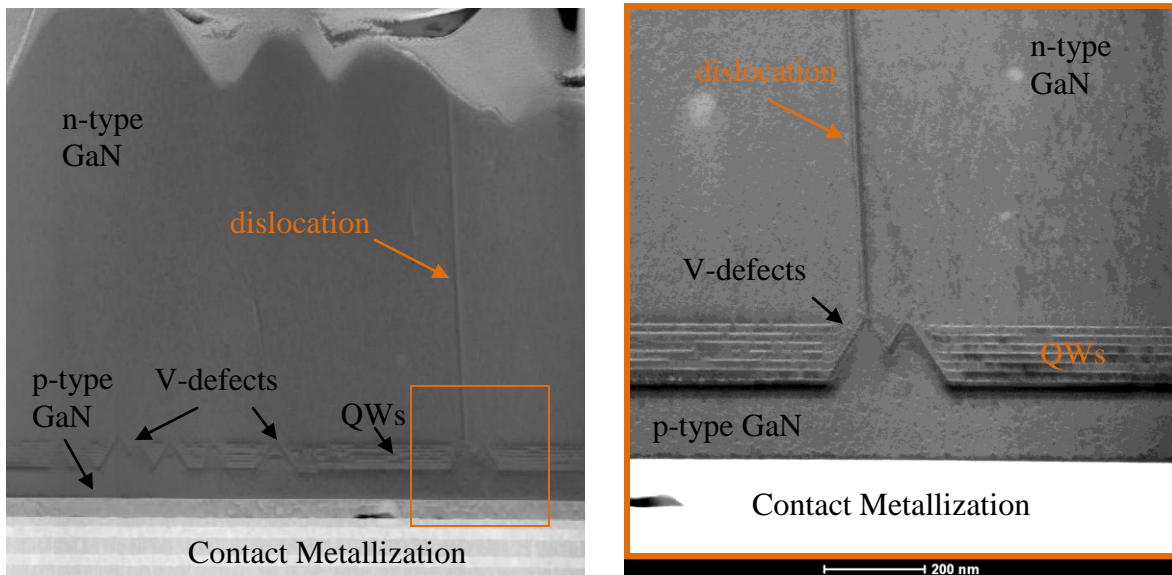 n-type
GaN
dislocation
p-type
GaN
V-defects
QWs
Contact Metallization
dislocation
n-type
GaN
V-defects
QWs
p-type GaN
Contact Metallization
200 nm